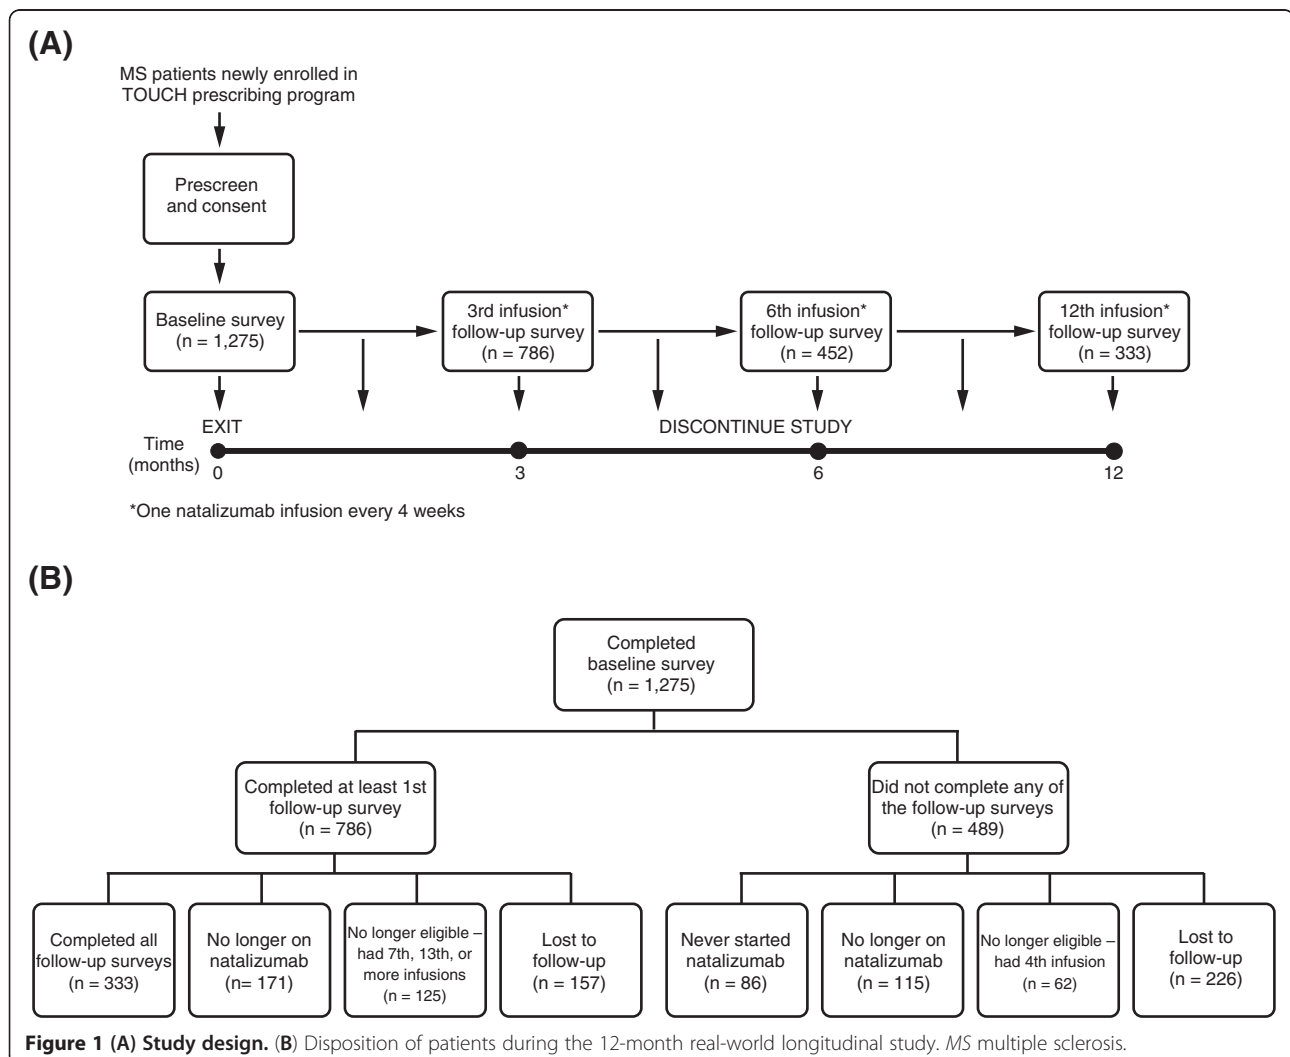 (A)
MS patients newly enrolled in
TOUCH prescribing program
Prescreen
and consent
Baseline survey
(n = 1,275)
3rd infusion*
follow-up survey
(n = 786)
6th infusion*
follow-up survey
(n = 452)
12th infusion*
follow-up survey
(n = 333)
EXIT
DISCONTINUE STUDY
Time
(months)
0
3
6
12
*One natalizumab infusion every 4 weeks
(B)
Completed
baseline survey
(n = 1,275)
Completed at least 1st
follow-up survey
(n = 786)
Did not complete any of
the follow-up surveys
(n = 489)
Completed all
follow-up surveys
(n = 333)
No longer on
natalizumab
(n= 171)
No longer eligible –
had 7th, 13th, or
more infusions
(n = 125)
Lost to
follow-up
(n = 157)
Never started
natalizumab
(n = 86)
No longer on
natalizumab
(n = 115)
No longer eligible –
had 4th infusion
(n = 62)
Lost to
follow-up
(n = 226)
Figure 1 (A) Study design. (B) Disposition of patients during the 12-month real-world longitudinal study. MS multiple sclerosis.